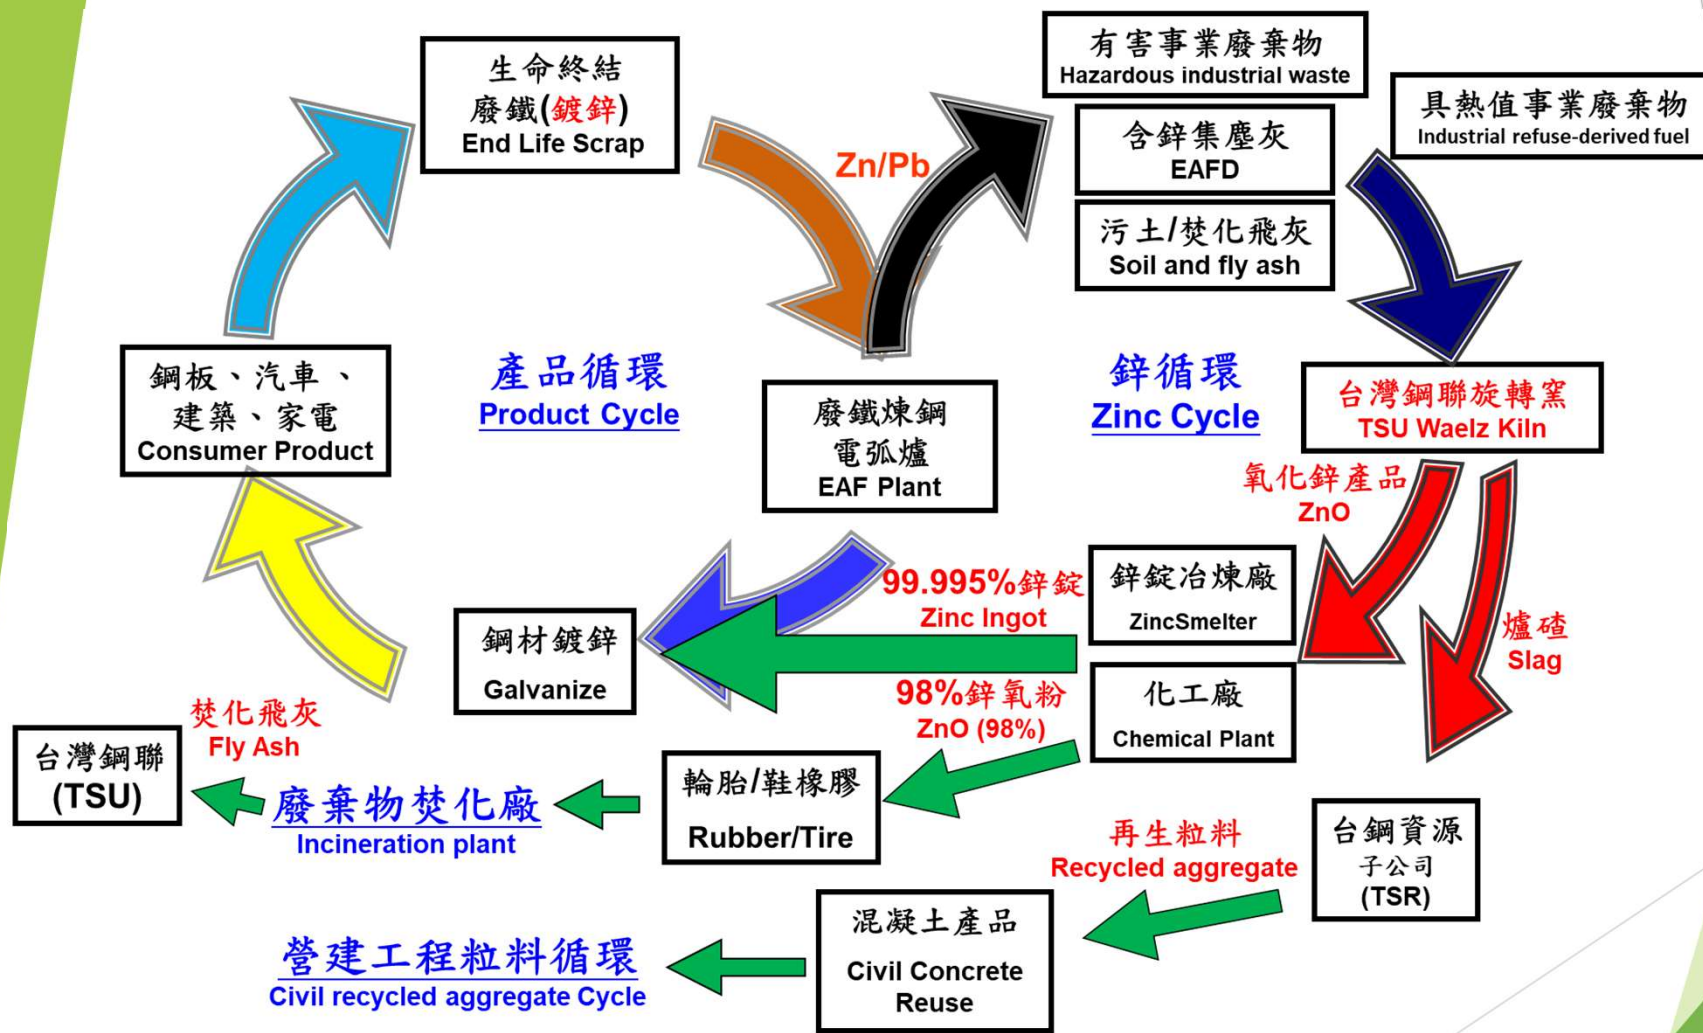 有害事業廢棄物
Hazardous industrial waste
生命終結
廢鐵(鍍鋅)
End Life Scrap
具熱值事業廢棄物
Industrial refuse-derived fuel
含鋅集塵灰
EAFD
Zn/Pb
污土/焚化飛灰
Soil and fly ash
鋼板、汽車、
建築、家電
Consumer Product
產品循環
Product Cycle
鋅循環
Zinc Cycle
廢鐵煉鋼
電弧爐
EAF Plant
台灣鋼聯旋轉窯
TSU Waelz Kiln
氧化鋅產品
ZnO
99.995%鋅錠
Zinc Ingot
鋅錠冶煉廠
ZincSmelter
爐碴
Slag
鋼材鍍鋅
Galvanize
98%鋅氧粉
ZnO (98%)
化工廠
Chemical Plant
台灣鋼聯
(TSU)
焚化飛灰
Fly Ash
廢棄物焚化廠
Incineration plant
輪胎/鞋橡膠
Rubber/Tire
再生粒料
Recycled aggregate
台鋼資源
子公司
(TSR)
營建工程粒料循環
Civil recycled aggregate Cycle
混凝土產品
Civil Concrete
Reuse